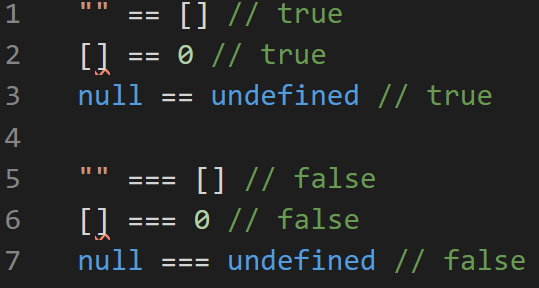 1 "" == [] // true
2 [] == 0 // true
3 null == undefined // true
4
5 "" === [] // false
6 [] === 0 // false
7 null === undefined // false